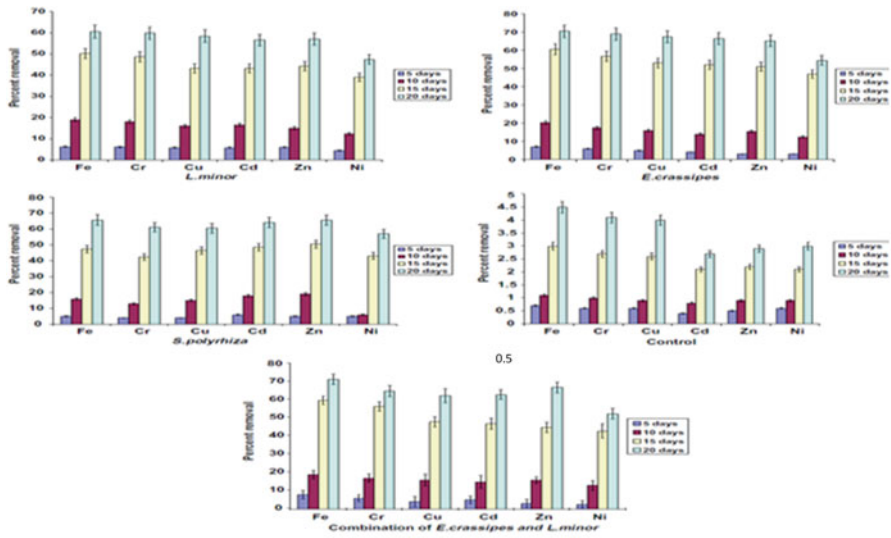 70
60
50
40
30
20
10
0
Percent removal
Fe Cr Cu Cd Zn Ni
L.minor
5 days
10 days
15 days
20 days
80
70
60
50
40
30
20
10
0
Percent removal
Fe Cr Cu Cd Zn Ni
E.crassipes
5 days
10 days
15 days
20 days
80
70
60
50
40
30
20
10
0
Percent removal
Fe Cr Cu Cd Zn Ni
S.polyrhiza
5 days
10 days
15 days
20 days
5
4.5
4
3.5
3
2.5
2
1.5
1
0.5
0
Percent removal
Fe Cr Cu Cd Zn Ni
Control
5 days
10 days
15 days
20 days
0.5
80
70
60
50
40
30
20
10
0
Percent removal
Fe Cr Cu Cd Zn Ni
Combination of E.crassipes and L.minor
5 days
10 days
15 days
20 days